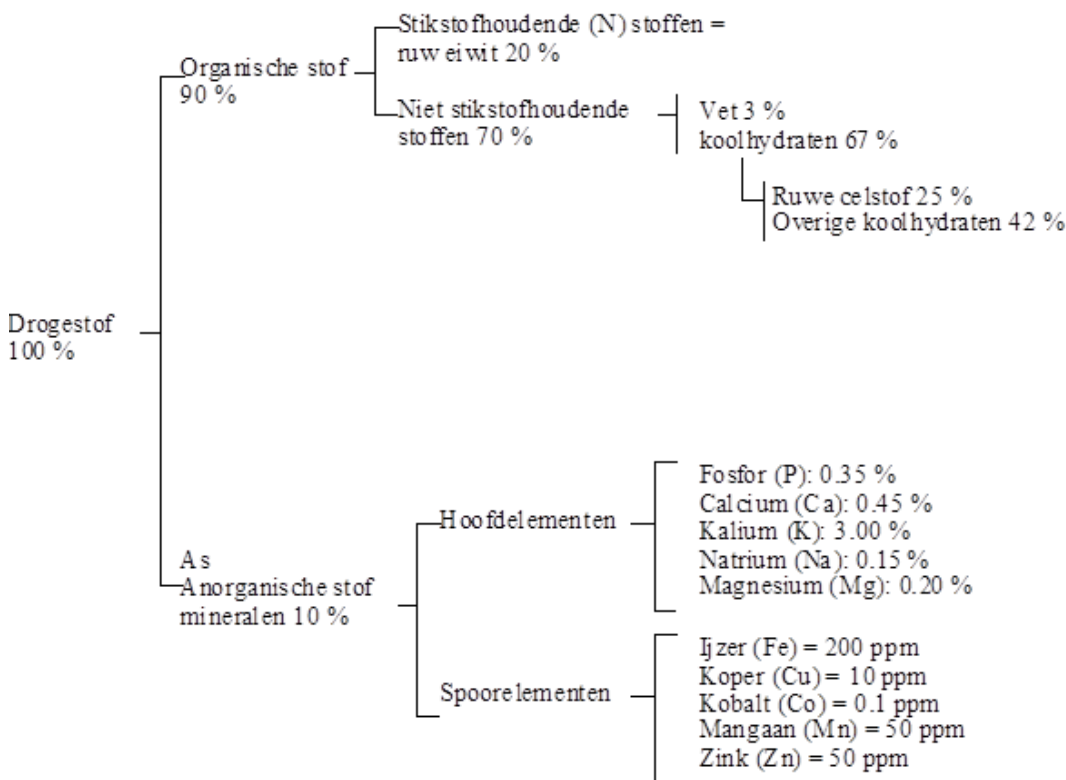 Stikstofhoudende (N) stoffen =
ruw eiwit 20 %
Organische stof
90 %
Niet stikstofhoudende
stoffen 70 %
Vet 3 %
koolhydraten 67 %
Ruwe celstof 25 %
Overige koolhydraten 42 %
Drogestof
100 %
Fosfor (P): 0.35 %
Calcium (Ca): 0.45 %
Kalium (K): 3.00 %
Natrium (Na): 0.15 %
Magnesium (Mg): 0.20 %
Hoofdelementen
As
Anorganische stof
mineralen 10 %
Ijzer (Fe) = 200 ppm
Koper (Cu) = 10 ppm
Kobalt (Co) = 0.1 ppm
Mangaan (Mn) = 50 ppm
Zink (Zn) = 50 ppm
Spoorelementen